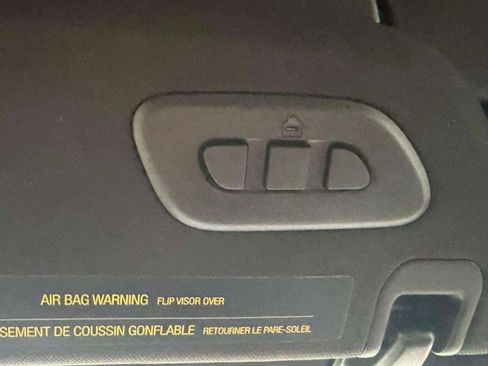 AIR BAG WARNING FLIP VISOR OVER
SEMENT DE COUSSIN GONFLABLE RETOURNER LE PARE-SOLEIL